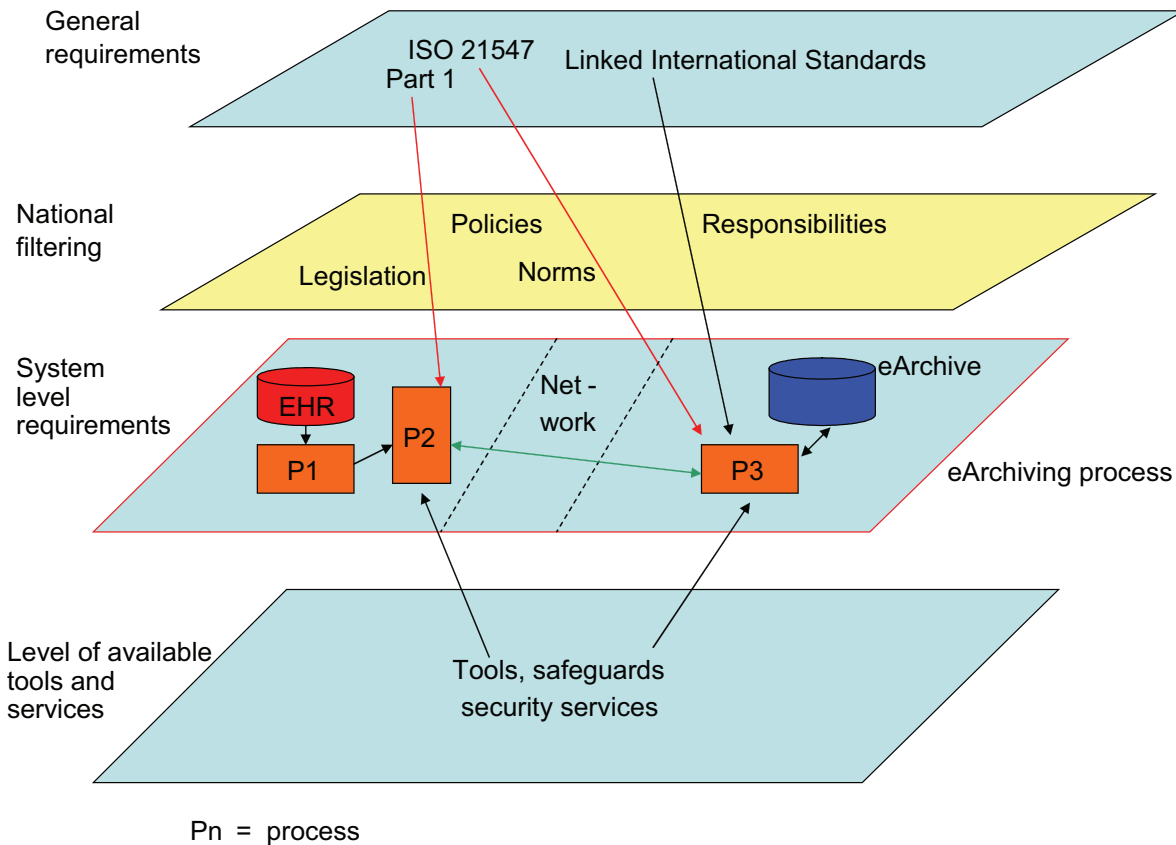 General
requirements
ISO 21547
Part 1
Linked International Standards
National
filtering
Policies
Responsibilities
Legislation
Norms
System
level
requirements
EHR
P1
P2
Net -
work
P3
eArchive
eArchiving process
Level of available
tools and
services
Tools, safeguards
security services
Pn = process